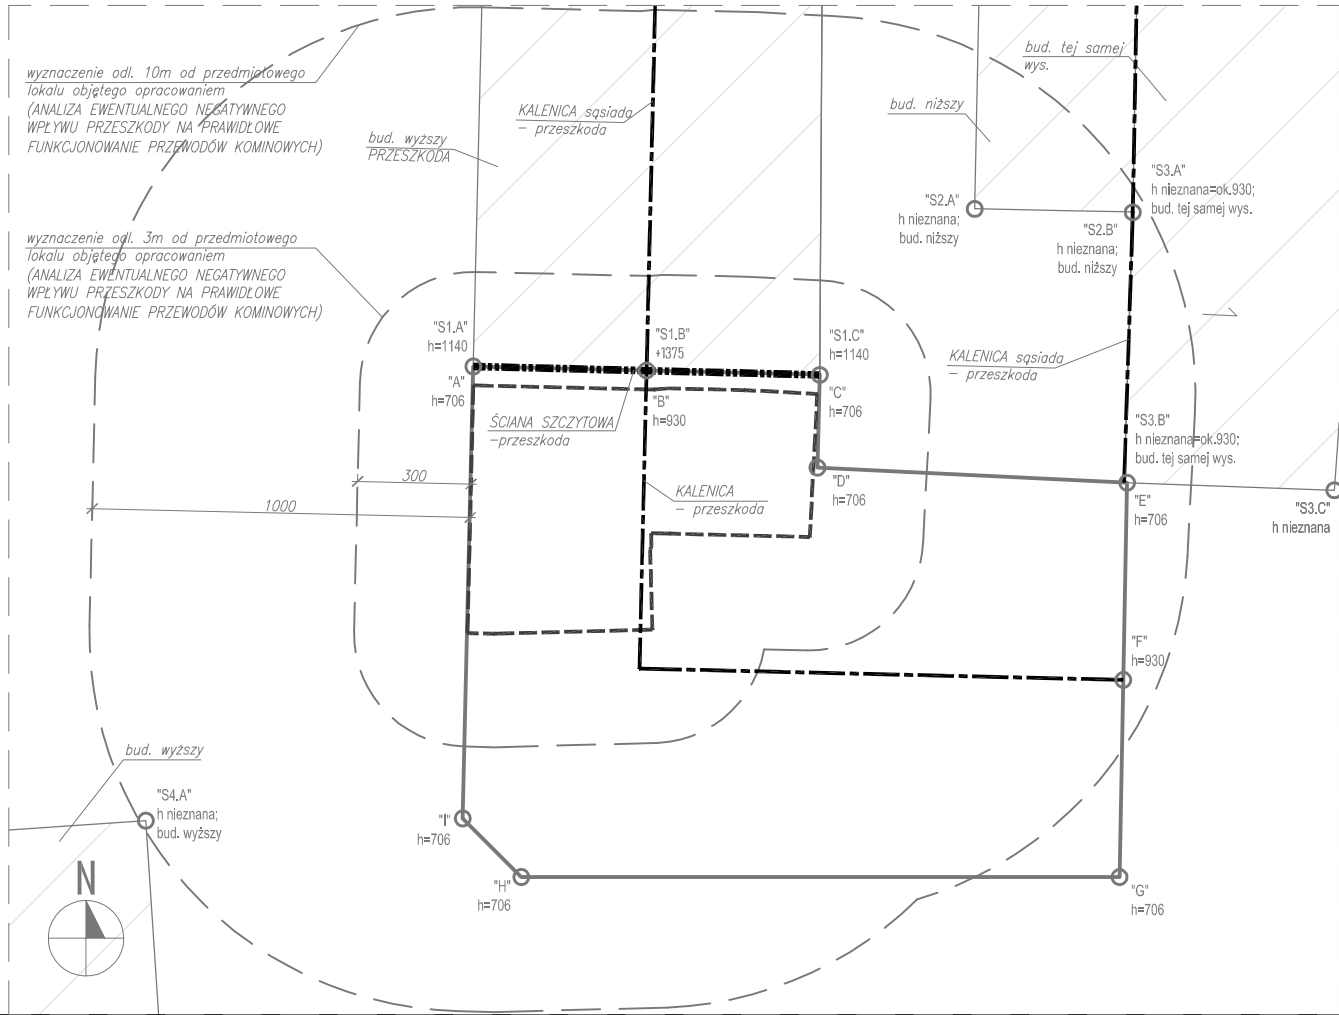 wyznaczenie odl. 10m od przedmiotowego
lokalu objętego opracowaniem
(ANALIZA EWENTUALNEGO NEGATYWNEGO
WPŁYWU PRZESZKODY NA PRAWIDŁOWE
FUNKCJONOWANIE PRZEWODÓW KOMINOWYCH)
bud. wyższy
PRZESZKODA
KALENICA sąsiada
- przeszkoda
bud. niższy
bud. tej samej
wys.
"S2.A"
h nieznana;
bud. niższy
"S3.A"
h nieznana=ok.930;
bud. tej samej wys.
"S2.B"
h nieznana;
bud. niższy
wyznaczenie odl. 3m od przedmiotowego
lokalu objętego opracowaniem
(ANALIZA EWENTUALNEGO NEGATYWNEGO
WPŁYWU PRZESZKODY NA PRAWIDŁOWE
FUNKCJONOWANIE PRZEWODÓW KOMINOWYCH)
"S1.A"
h=1140
"S1.B"
+1375
"S1.C"
h=1140
KALENICA sąsiada
- przeszkoda
1
"A"
h=706
"B"
h=930
"C"
h=706
ŚCIANA SZCZYTOWA
-przeszkoda
"S3.B"
h nieznana=ok.930;
bud. tej samej wys.
300
1000
KALENICA
- przeszkoda
"D"
h=706
"E"
h=706
"S3.C"
h nieznana
"F"
h=930
bud. wyższy
"S4.A"
h nieznana;
bud. wyższy
"I"
h=706
"H"
h=706
"G"
h=706
N